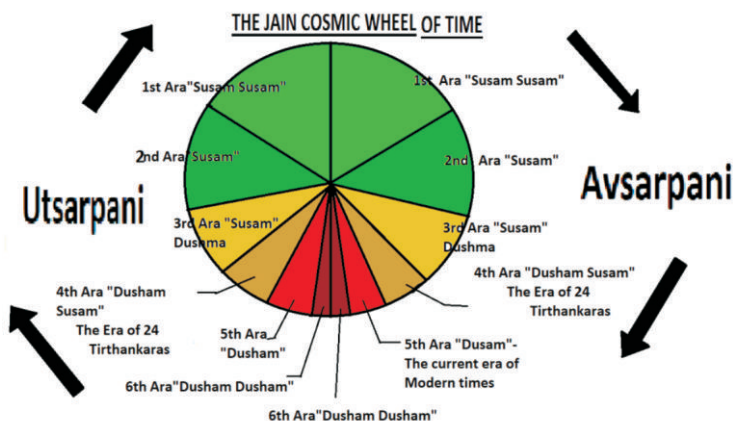 THE JAIN COSMIC WHEEL OF TIME
1st Ara"Susam Susam"
1st Ara "Susam Susam"
2nd Ara"Susam"
2nd Ara "Susam"
Utsarpani
Avsarpani
3rd Ara "Susam"
Dushma
3rd Ara "Susam"
Dushma
4th Ara "Dusham
Susam"
The Era of 24
Tirthankaras
4th Ara "Dusham Susam"
The Era of 24
Tirthankaras
5th Ara
"Dusham"
5th Ara "Dusam"-
The current era of
Modern times
6th Ara"Dusham Dusham"
6th Ara"Dusham Dusham"